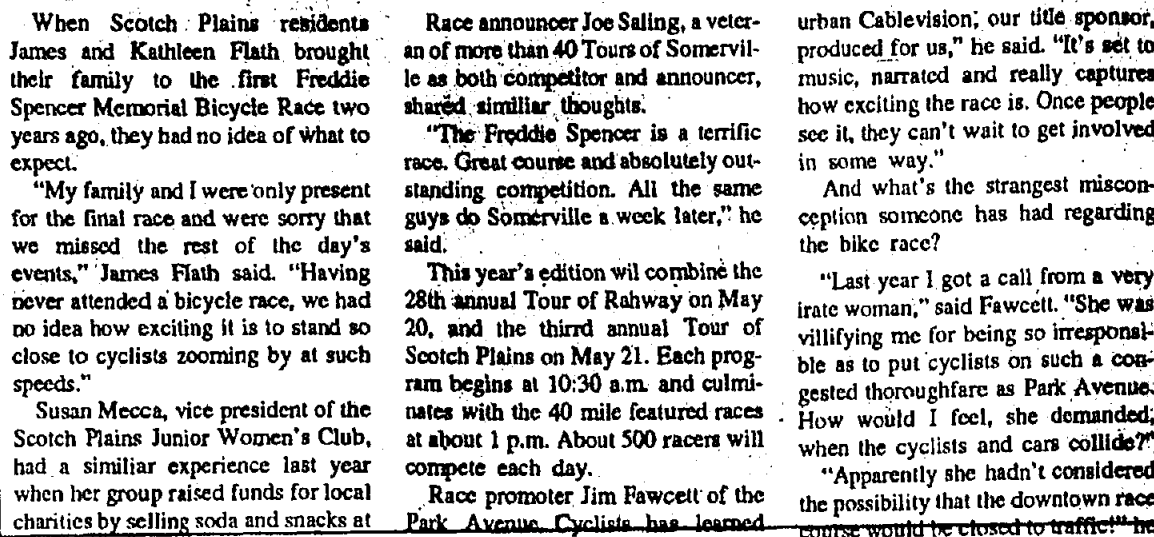 When Scotch Plains residents
James and Kathleen Flath brought
their family to the first Freddie
Spencer Memorial Bicycle Race two
years ago, they had no idea of what to
expect.
"My family and I were only present
for the final race and were sorry that
we missed the rest of the day's
events," James Flath said. "Having
never attended a bicycle race, we had
no idea how exciting it is to stand so
close to cyclists zooming by at such
speeds."
Susan Mecca, vice president of the
Scotch Plains Junior Women's Club,
had a similiar experience last year
when her group raised funds for local
charities by selling soda and snacks at
Race announcer Joe Saling, a veter-
an of more than 40 Tours of Somervil-
le as both competitor and announcer,
shared similiar thoughts.
"The Freddie Spencer is a terrific
race. Great course and absolutely out-
standing competition. All the same
guys do Somerville a week later," he
said.
This year's edition wil combine the
28th annual Tour of Rahway on May
20, and the thirrd annual Tour of
Scotch Plains on May 21. Each prog-
ram begins at 10:30 a.m. and culmi-
nates with the 40 mile featured races
at about 1 p.m. About 500 racers will
compete each day.
Race promoter Jim Fawcett of the
Park Avenue Cyclists has learned
urban Cablevision, our title sponsor,
produced for us," he said. "It's set to
music, narrated and really captures
how exciting the race is. Once people
see it, they can't wait to get involved
in some way."
And what's the strangest miscon-
ception someone has had regarding
the bike race?
"Last year I got a call from a very
irate woman," said Fawcett. "She was
villifying me for being so irresponsi-
ble as to put cyclists on such a con-
gested thoroughfare as Park Avenue.
How would I feel, she demanded,
when the cyclists and cars collide?"
"Apparently she hadn't considered
the possibility that the downtown race
course would be closed to traffic!" he